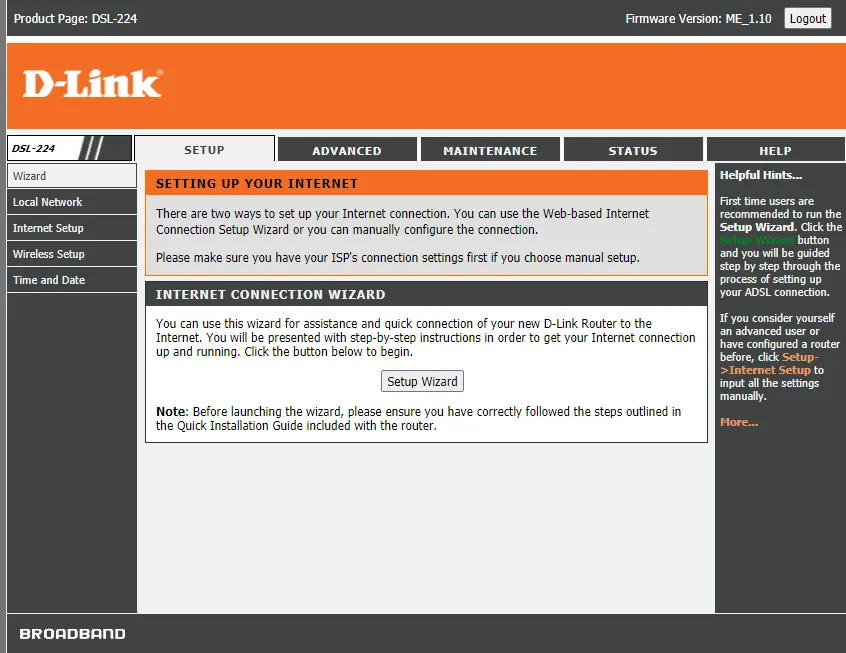 Product Page: DSL-224
Firmware Version: ME_1.10
Logout
D-Link®
DSL-224
SETUP
ADVANCED
MAINTENANCE
STATUS
HELP
Wizard
Local Network
Internet Setup
Wireless Setup
Time and Date
SETTING UP YOUR INTERNET
There are two ways to set up your Internet connection. You can use the Web-based Internet
Connection Setup Wizard or you can manually configure the connection.
Please make sure you have your ISP's connection settings first if you choose manual setup.
INTERNET CONNECTION WIZARD
You can use this wizard for assistance and quick connection of your new D-Link Router to the
Internet. You will be presented with step-by-step instructions in order to get your Internet connection
up and running. Click the button below to begin.
Setup Wizard
Note: Before launching the wizard, please ensure you have correctly followed the steps outlined in
the Quick Installation Guide included with the router.
Helpful Hints...
First time users are
recommended to run the
Setup Wizard. Click the
Setup Wizard button
and you will be guided
step by step through the
process of setting up
your ADSL connection.
If you consider yourself
an advanced user or
have configured a router
before, click Setup-
>Internet Setup to
input all the settings
manually.
More...
BROADBAND